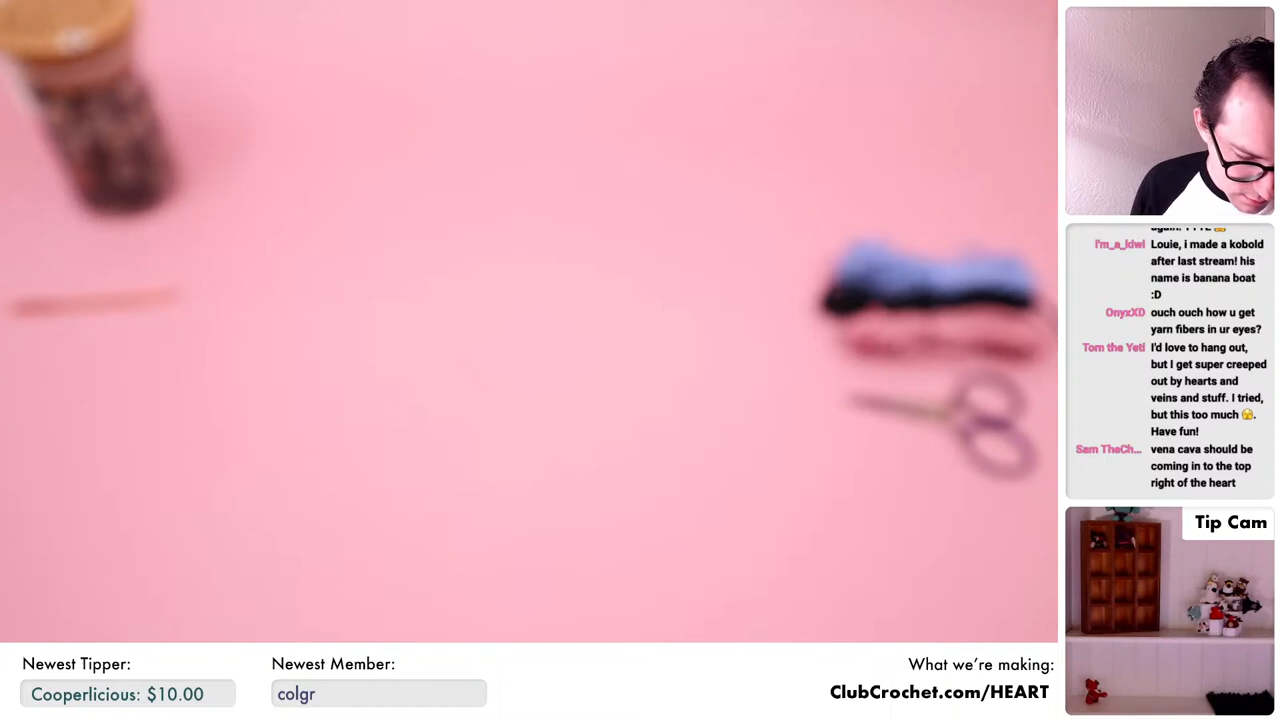 I'm_a_kiwi Louie, i made a kobold
after last stream! his
name is banana boat
:D
OnyxXD ouch ouch how u get
yarn fibers in ur eyes?
Tom the Yeti I'd love to hang out,
but I get super creeped
out by hearts and
veins and stuff. I tried,
but this too much 🫣.
Have fun!
Sam TheCh... vena cava should be
coming in to the top
right of the heart
Tip Cam
Newest Tipper:
Cooperlicious: $10.00
Newest Member:
colgr
What we're making:
ClubCrochet.com/HEART